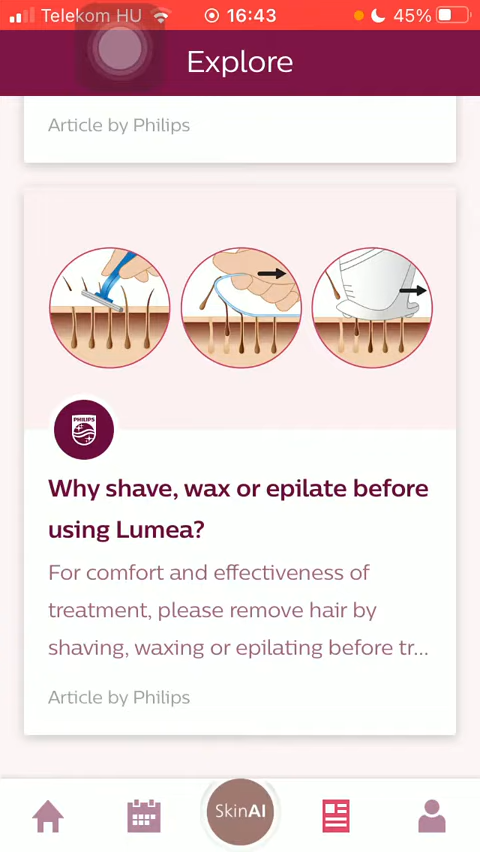 Telekom HU 16:43 45%
Explore
Article by Philips
PHILIPS
Why shave, wax or epilate before
using Lumea?
For comfort and effectiveness of
treatment, please remove hair by
shaving, waxing or epilating before tr...
Article by Philips
SkinAI